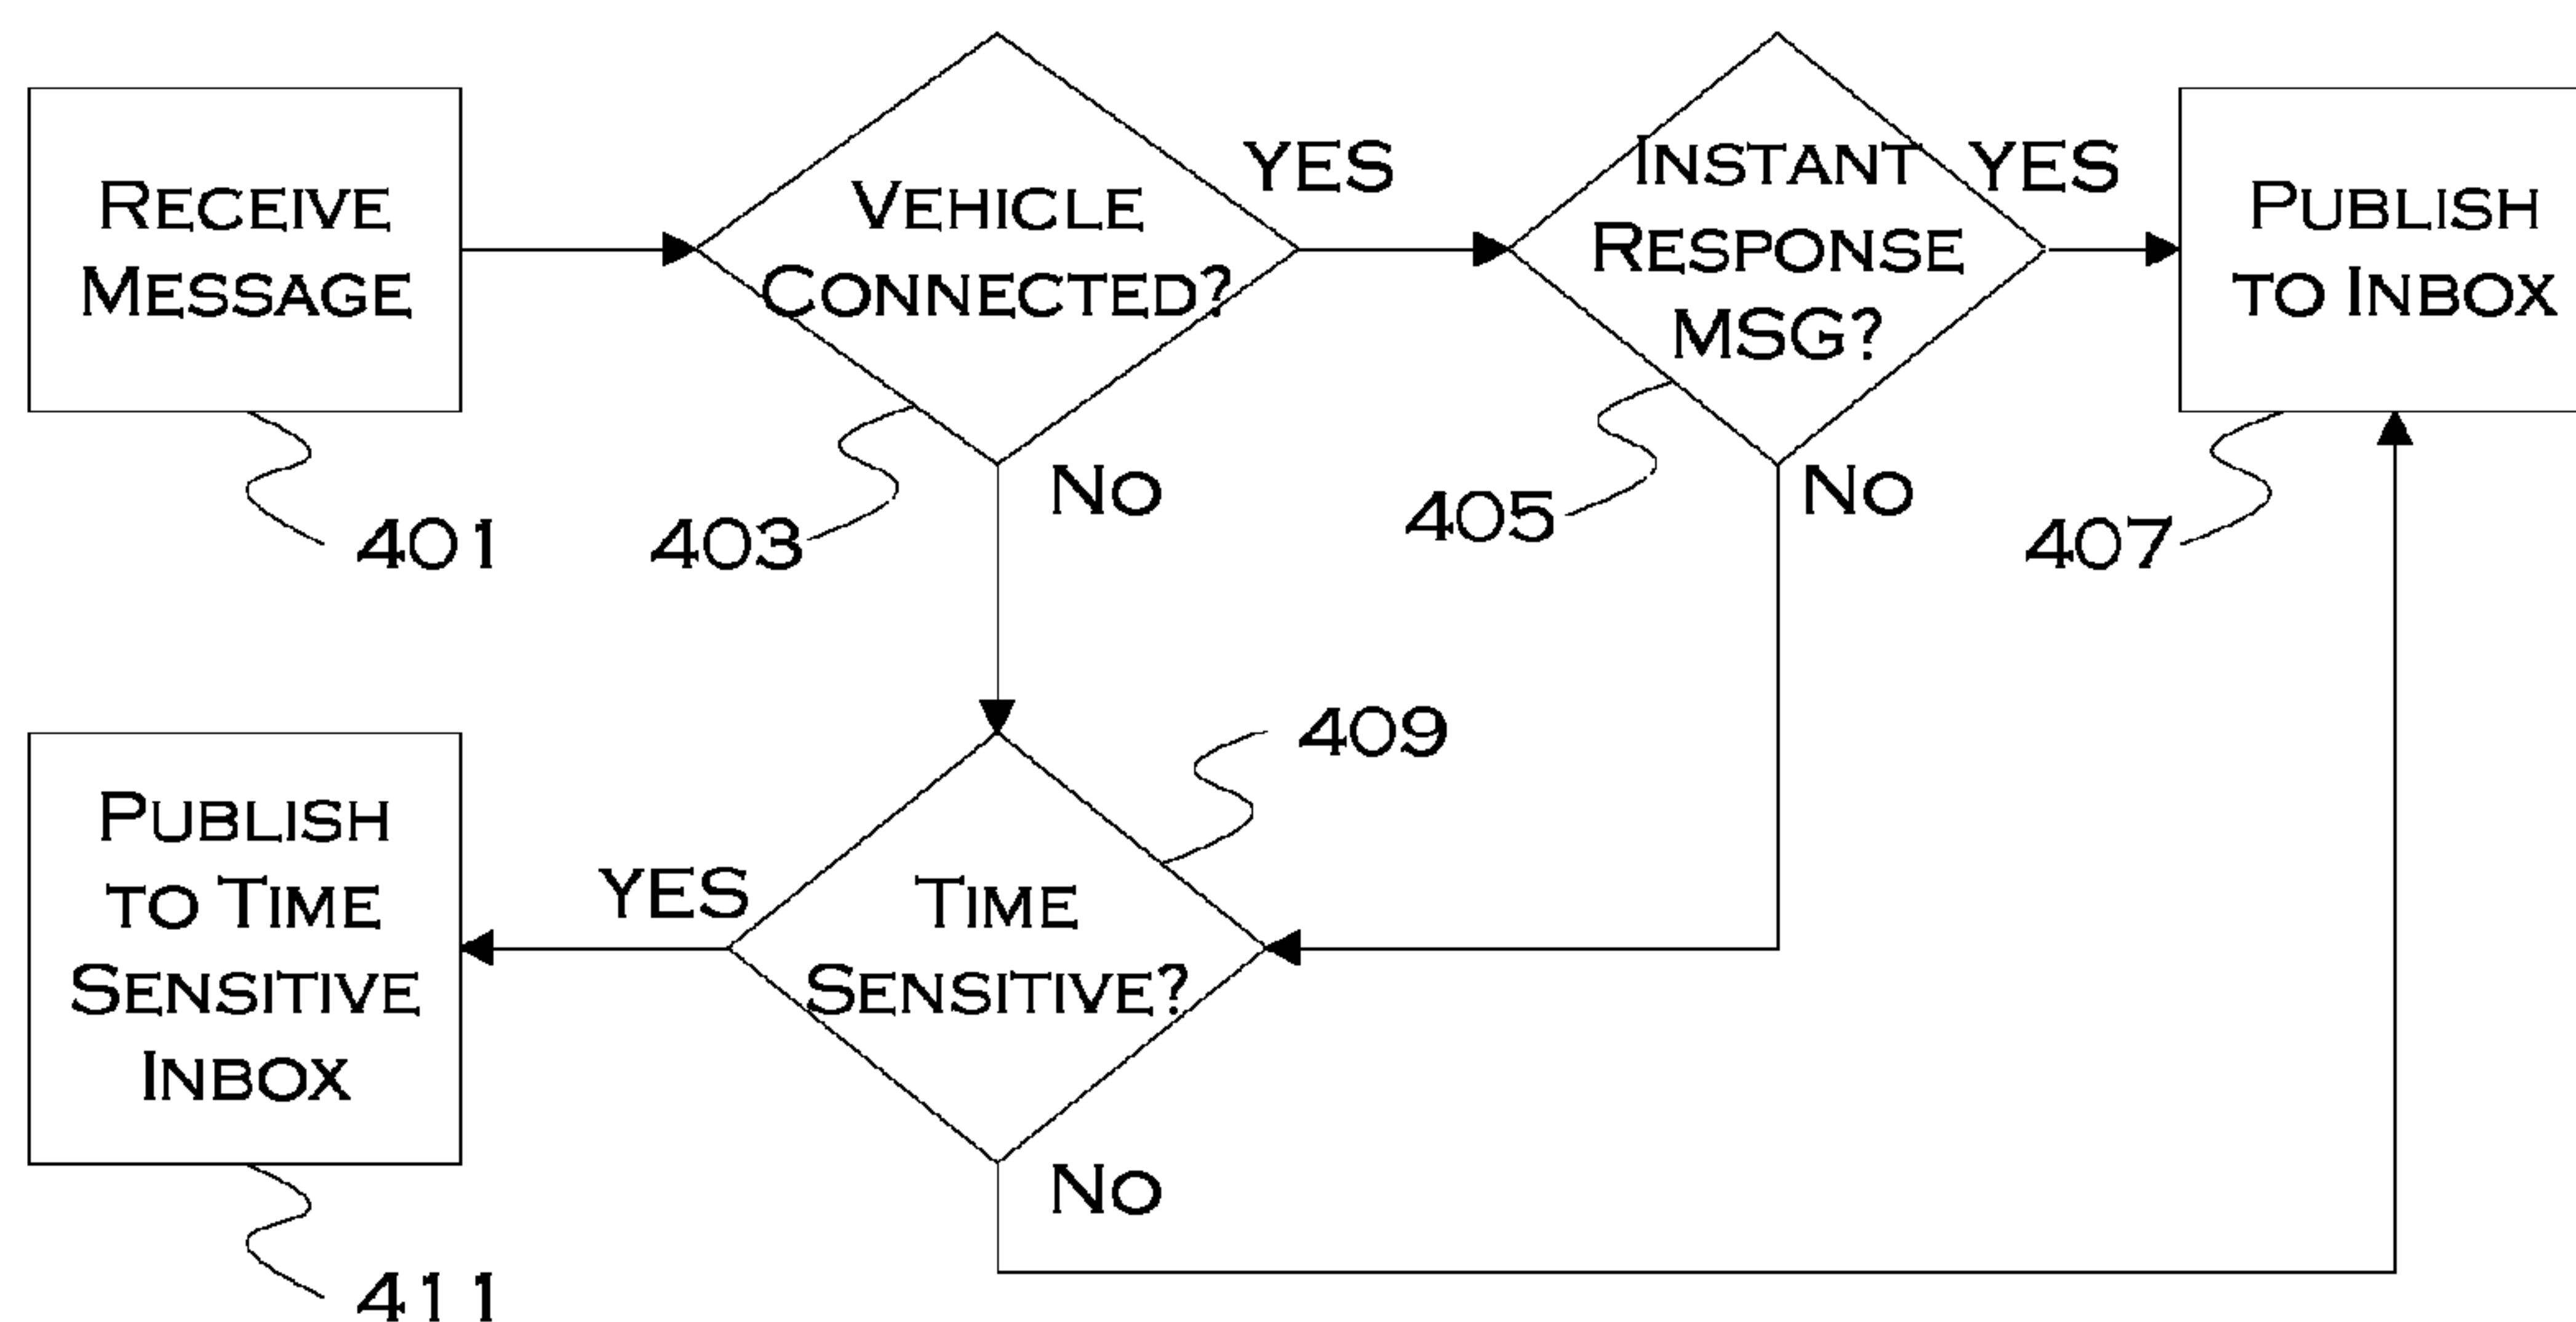 RECEIVE
MESSAGE
401
VEHICLE
CONNECTED?
403
YES
NO
INSTANT
RESPONSE
MSG?
405
YES
NO
PUBLISH
TO INBOX
407
TIME
SENSITIVE?
409
YES
NO
PUBLISH
TO TIME
SENSITIVE
INBOX
411